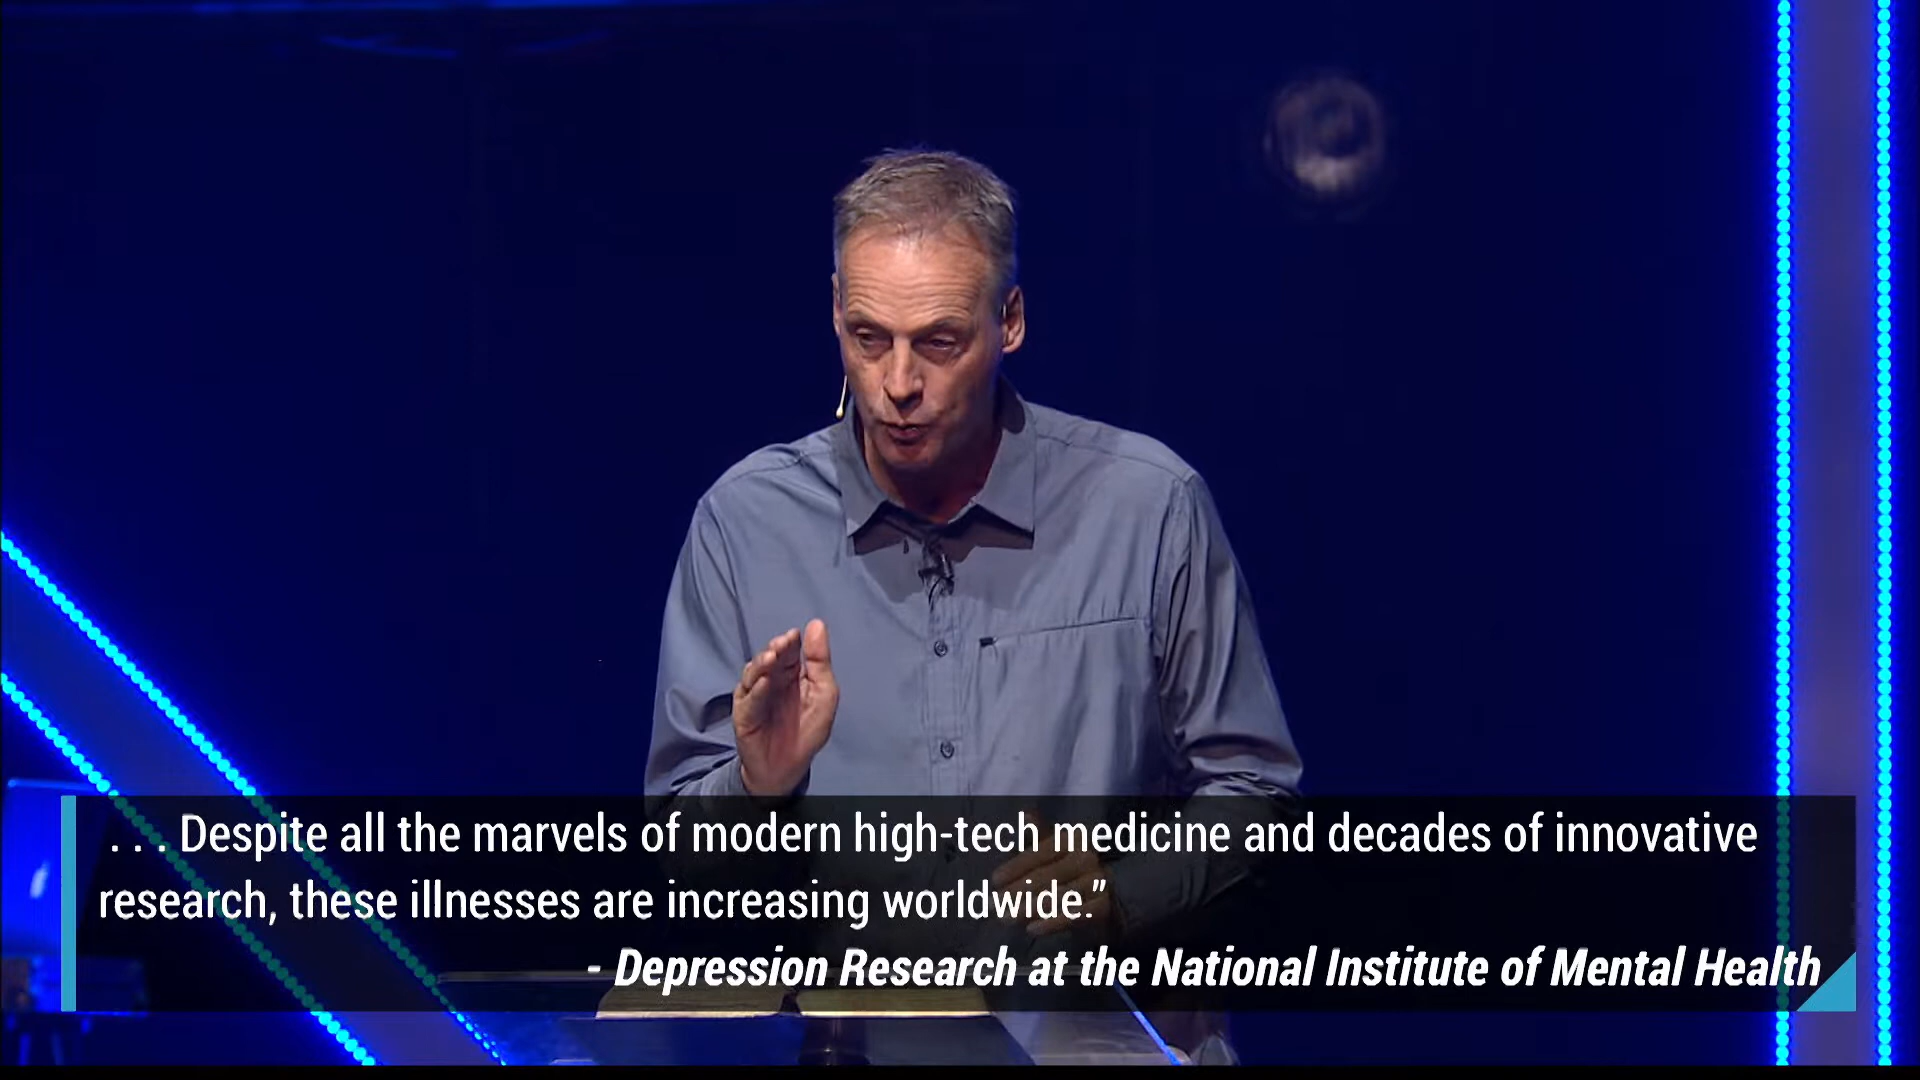 . . . Despite all the marvels of modern high-tech medicine and decades of innovative
research, these illnesses are increasing worldwide.”
- Depression Research at the National Institute of Mental Health